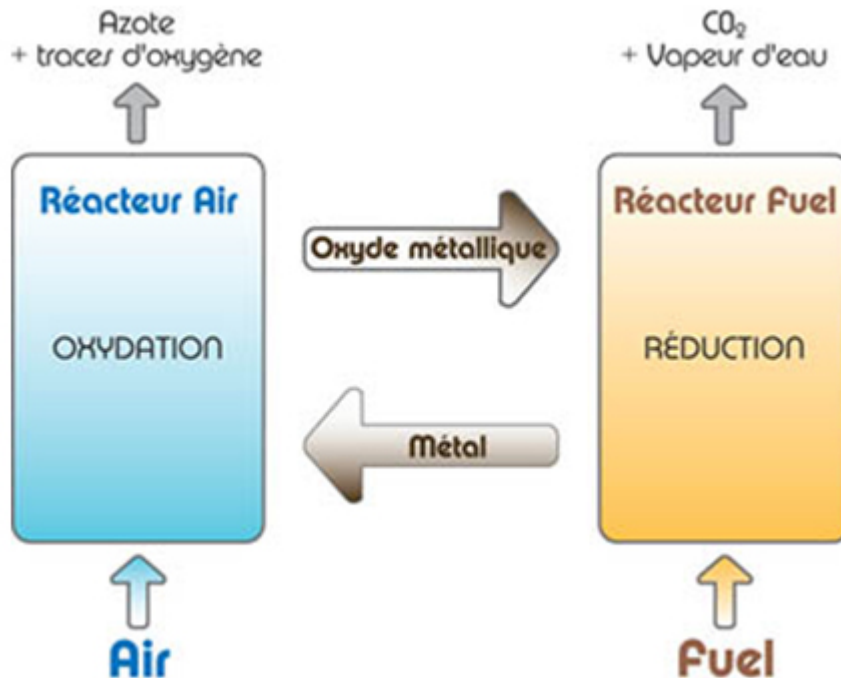 Azote
+ traces d'oxygène
CO₂
+ Vapeur d'eau
Réacteur Air
OXYDATION
Oxyde métallique
Métal
Réacteur Fuel
RÉDUCTION
Air
Fuel